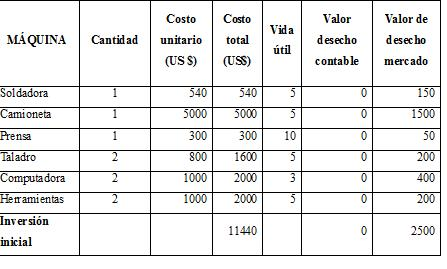 MÁQUINA Cantidad Costo unitario (US $) Costo total (US$) Vida útil Valor desecho contable Valor de desecho mercado
Soldadora 1 540 540 5 0 150
Camioneta 1 5000 5000 5 0 1500
Prensa 1 300 300 10 0 50
Taladro 2 800 1600 5 0 200
Computadora 2 1000 2000 3 0 400
Herramientas 2 1000 2000 5 0 200
Inversión inicial 11440 0 2500